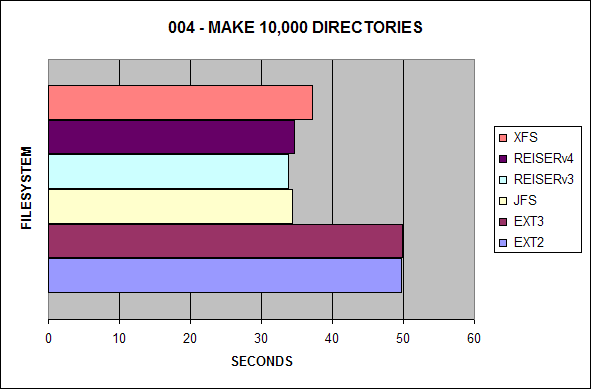 004 - MAKE 10,000 DIRECTORIES
FILESYSTEM
XFS
REISERv4
REISERv3
JFS
EXT3
EXT2
0 10 20 30 40 50 60
SECONDS